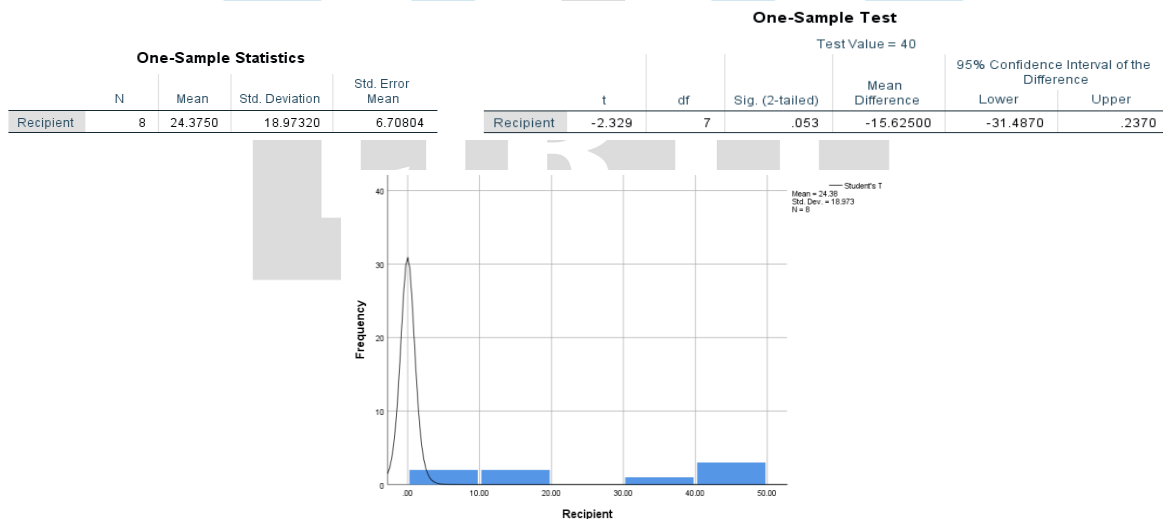 One-Sample Statistics
N Mean Std. Deviation Std. Error Mean
Recipient 8 24.3750 18.97320 6.70804
One-Sample Test
Test Value = 40
t df Sig. (2-tailed) Mean Difference 95% Confidence Interval of the Difference
Lower Upper
Recipient -2.329 7 .053 -15.62500 -31.4870 .2370
Student's T
Mean = 24.38
Std. Dev. = 18.973
N = 8
Frequency
40
30
20
10
0
.00 10.00 20.00 30.00 40.00 50.00
Recipient